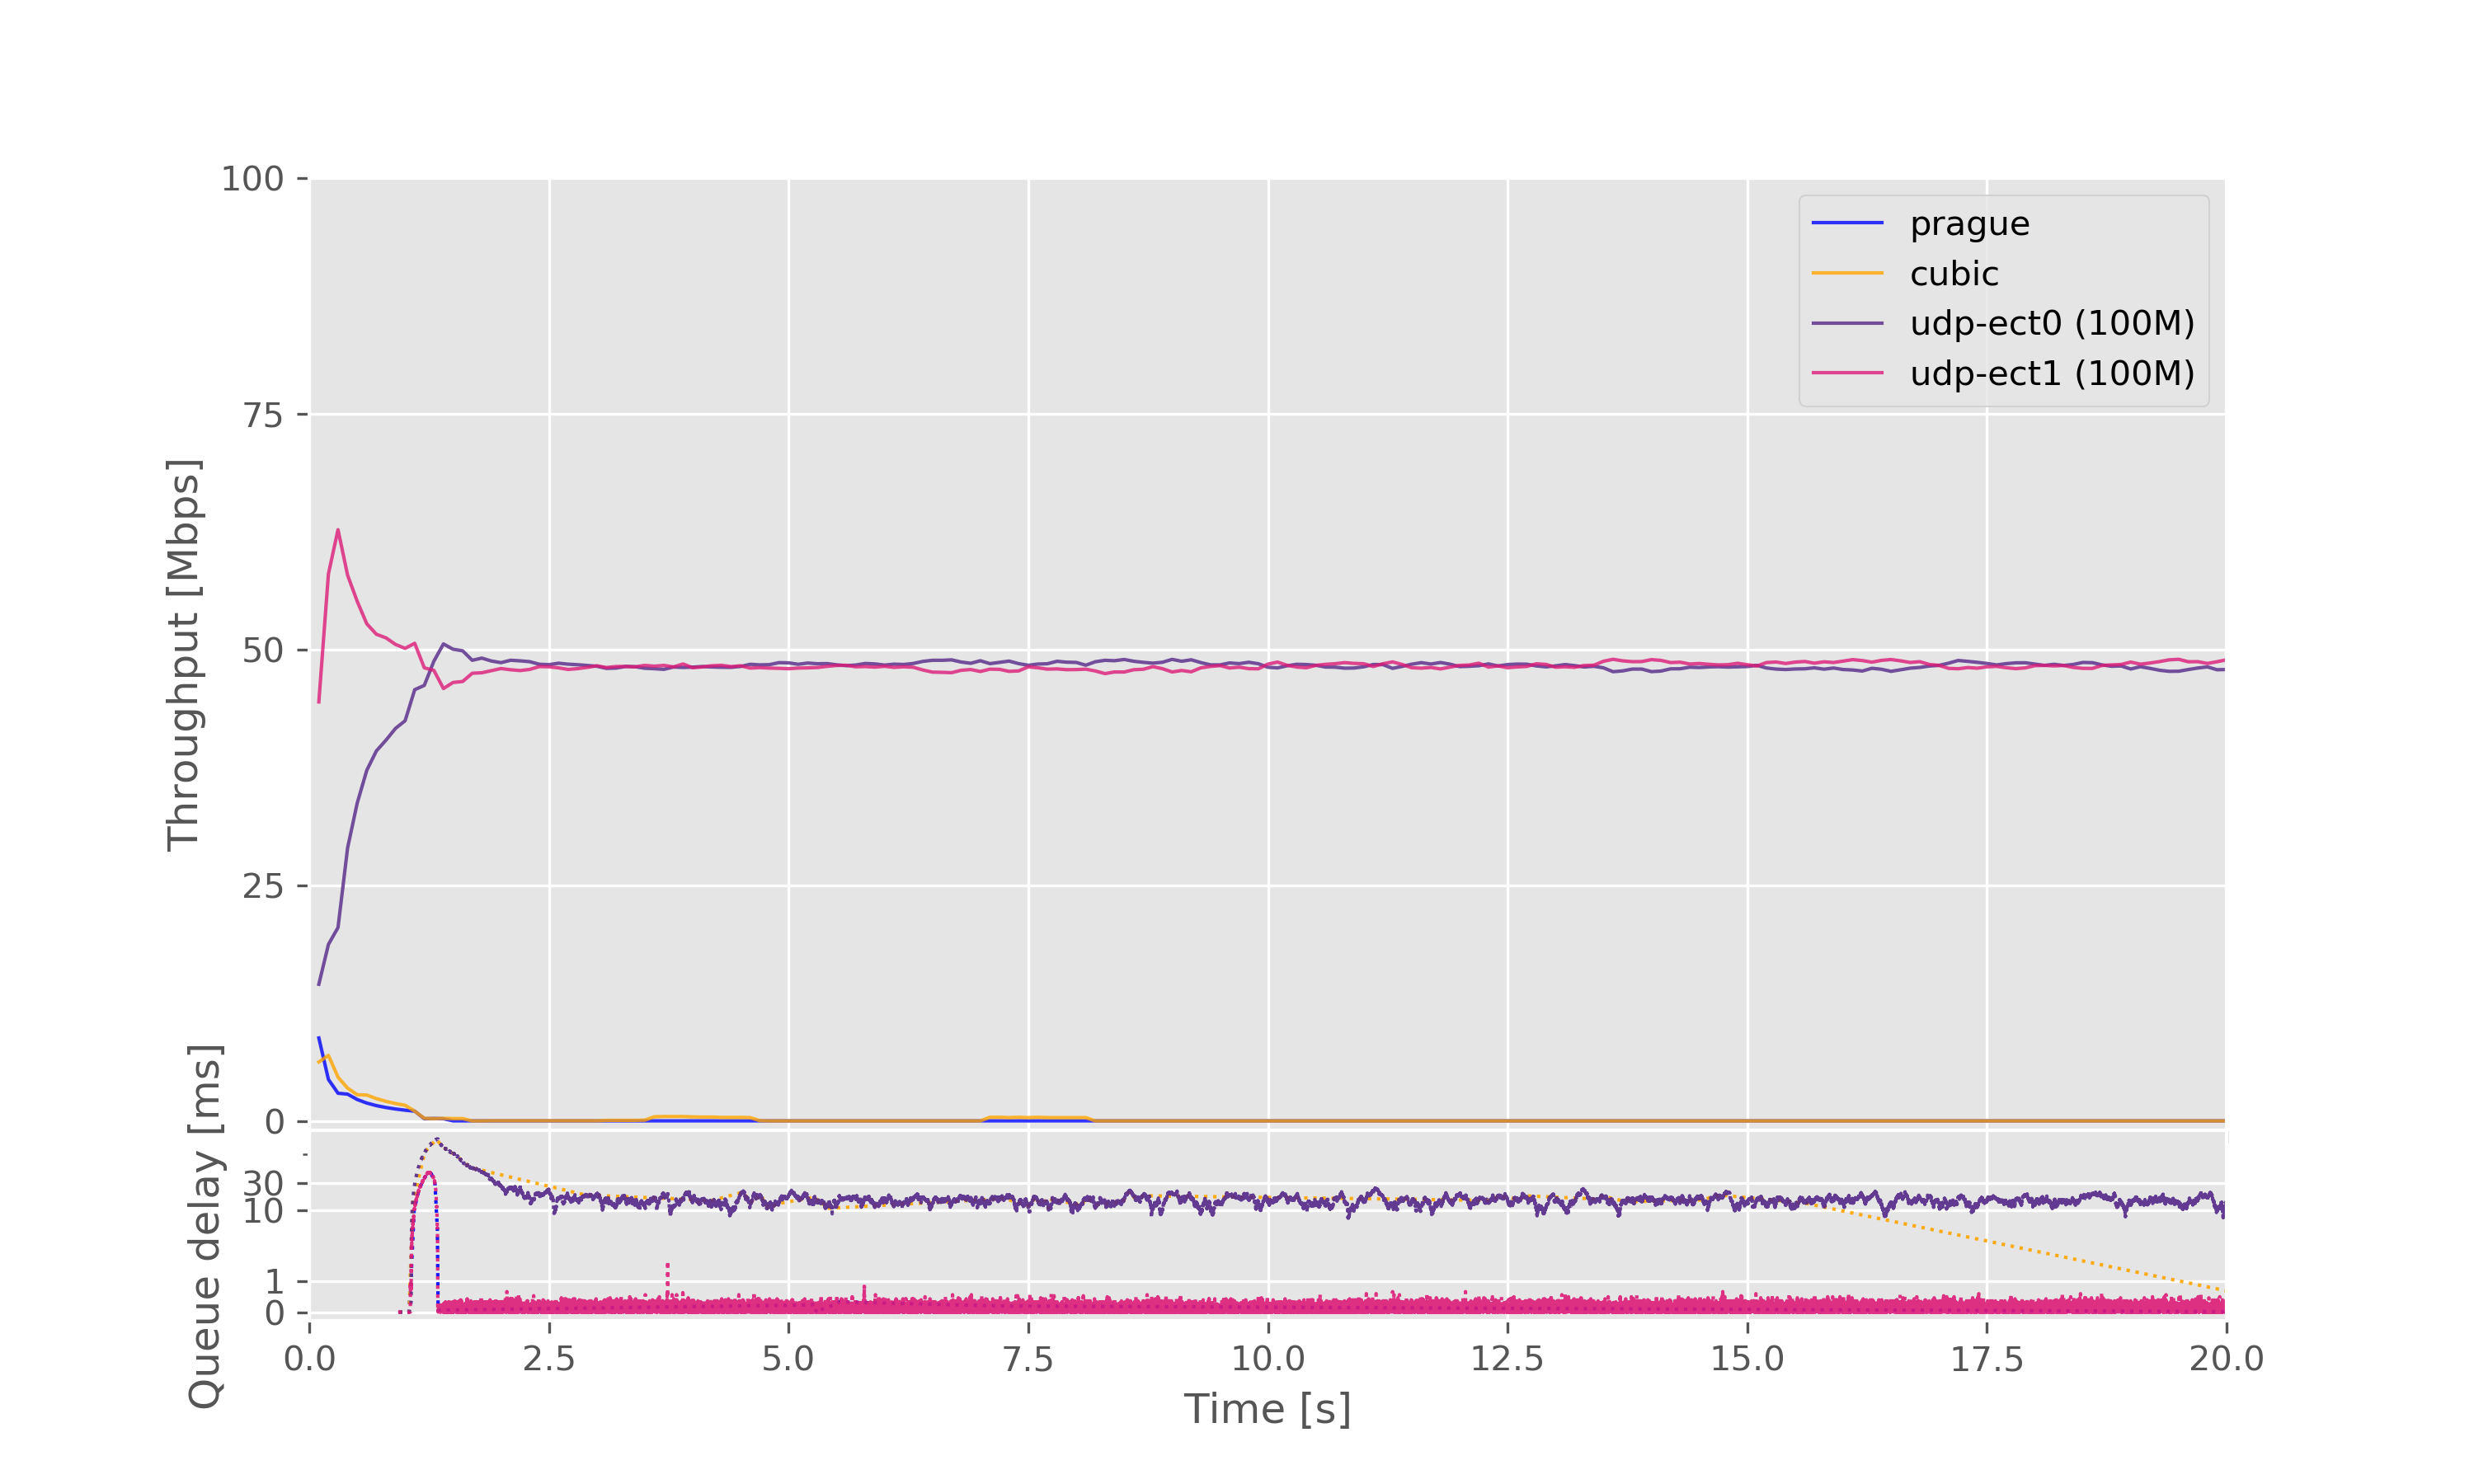 100
75
50
25
0
Throughput [Mbps]
prague
cubic
udp-ect0 (100M)
udp-ect1 (100M)
30
10
1
0
Queue delay [ms]
0.0 2.5 5.0 7.5 10.0 12.5 15.0 17.5 20.0
Time [s]